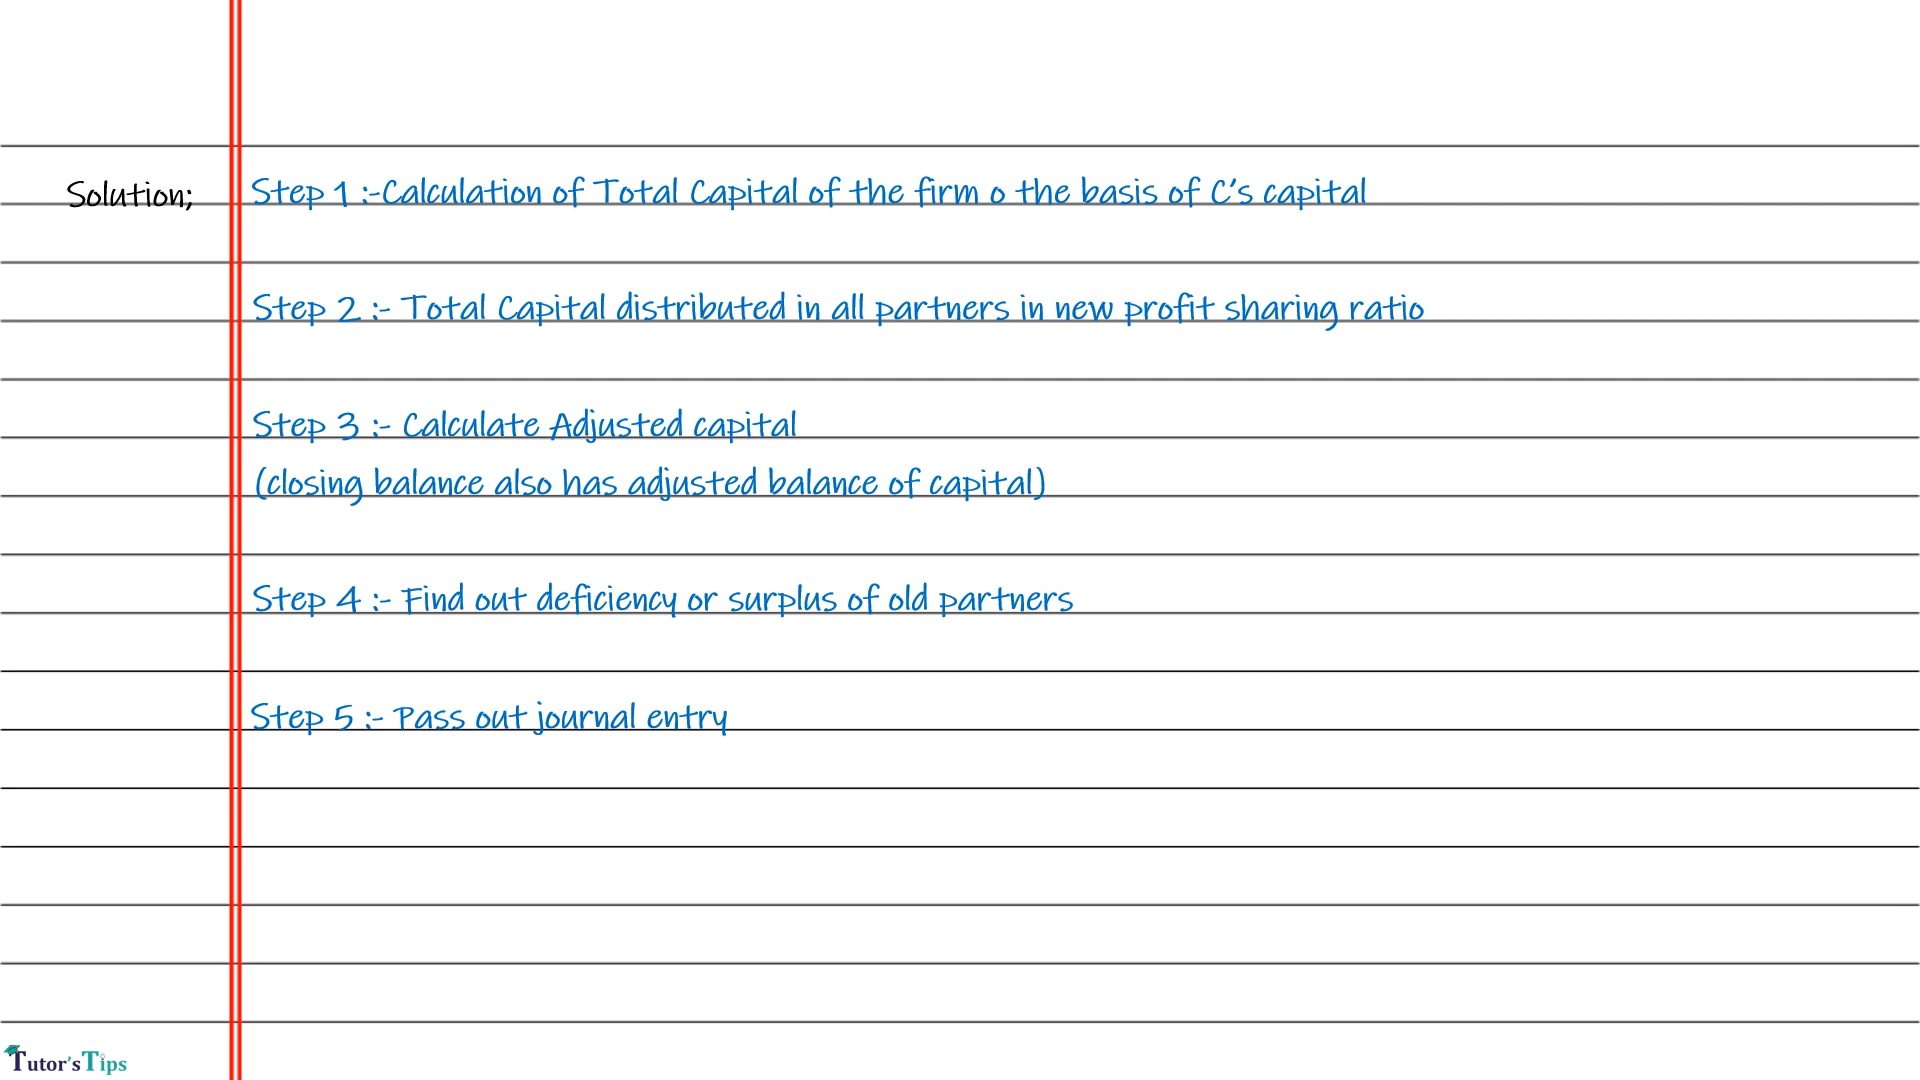 Solution; Step 1 :-Calculation of Total Capital of the firm o the basis of C's capital
Step 2 :- Total Capital distributed in all partners in new profit sharing ratio
Step 3 :- Calculate Adjusted capital
(closing balance also has adjusted balance of capital)
Step 4 :- Find out deficiency or surplus of old partners
Step 5 :- Pass out journal entry
Tutor'sTips